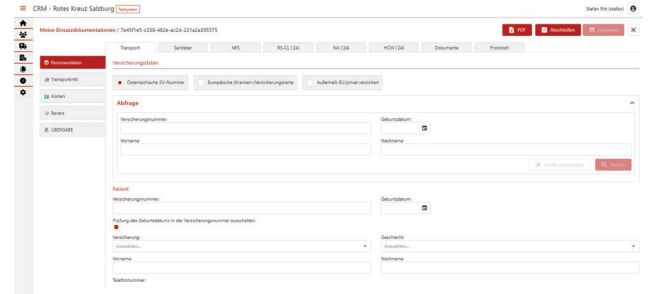 CRM - Rotes Kreuz Salzburg Testsystem
Stefan Ritt (stefan)
Meine Einsatzdokumentationen / 7e45f1e5-c338-482e-ac2d-221a2a395575
PDF
Abschließen
Speichern
Transport
Sanitäter
NFS
RS-CL ('24)
NA ('24)
HCM ('24)
Dokumente
Protokoll
Personendaten
Transportinfo
Kosten
Revers
ÜBERGABE
Versicherungsdaten
Österreichische SV-Nummer
Europäische (Kranken-)Versicherungskarte
Außerhalb EU/privat versichert
Abfrage
Versicherungsnummer:
Geburtsdatum:
Vorname:
Nachname:
Suche zurücksetzen
Suchen
Patient
Versicherungsnummer:
Geburtsdatum:
Prüfung des Geburtsdatums in der Versicherungsnummer ausschalten:
Versicherung:
Geschlecht:
Auswählen...
Auswählen...
Vorname:
Nachname:
Telefonnummer: